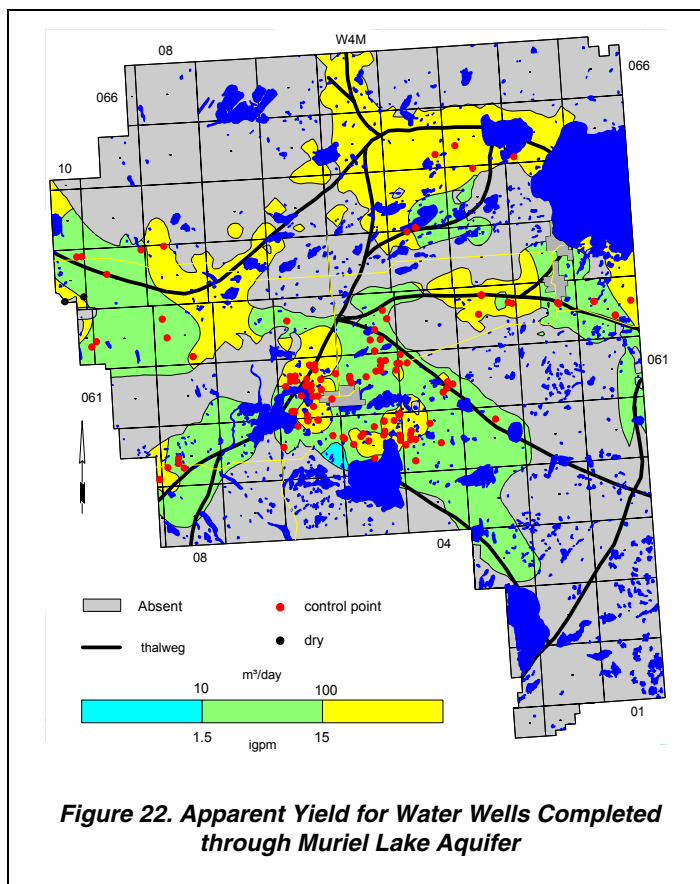 W4M
08
066
066
10
061
061
08
04
01
Absent
control point
thalweg
dry
m³/day
10
100
1.5
15
igpm
Figure 22. Apparent Yield for Water Wells Completed
through Muriel Lake Aquifer